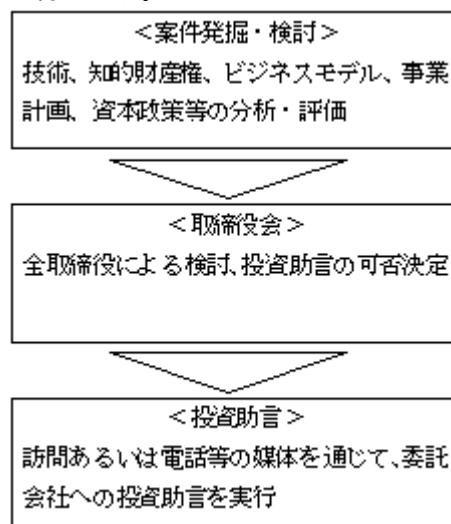 ＜案件発掘・検討＞
技術、知的財産権、ビジネスモデル、事業
計画、資本政策等の分析・評価
＜取締役会＞
全取締役による検討、投資助言の可否決定
＜投資助言＞
訪問あるいは電話等の媒体を通じて、委託
会社への投資助言を実行